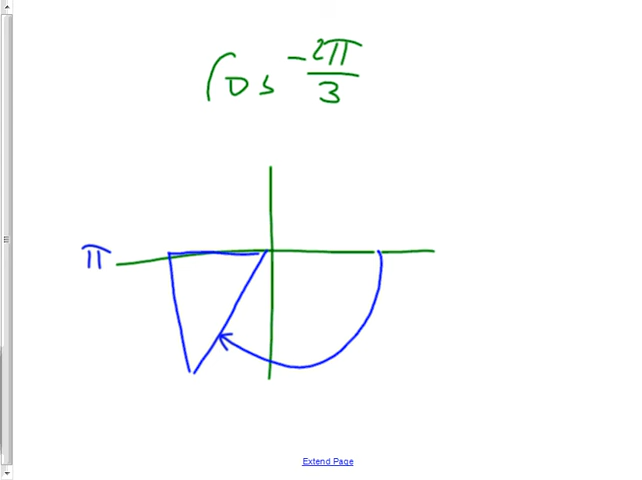 cos -2π/3
π
Extend Page